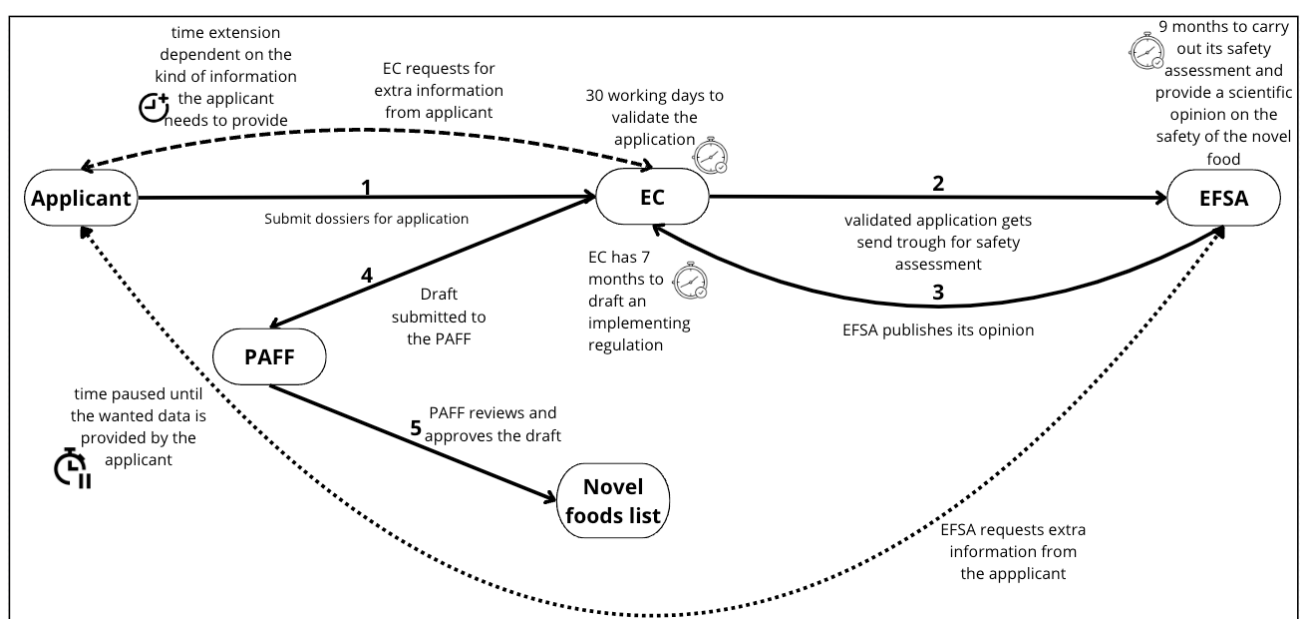 time extension
dependent on the
kind of information
the applicant
needs to provide
EC requests for
extra information
from applicant
30 working days to
validate the
application
9 months to carry
out its safety
assessment and
provide a scientific
opinion on the
safety of the novel
food
Applicant
1
Submit dossiers for application
EC
2
validated application gets
send trough for safety
assessment
EFSA
EC has 7
months to
draft an
implementing
regulation
3
EFSA publishes its opinion
4
Draft
submitted to
the PAFF
PAFF
time paused until
the wanted data is
provided by the
applicant
5
PAFF reviews and
approves the draft
Novel
foods list
EFSA requests extra
information from
the appplicant